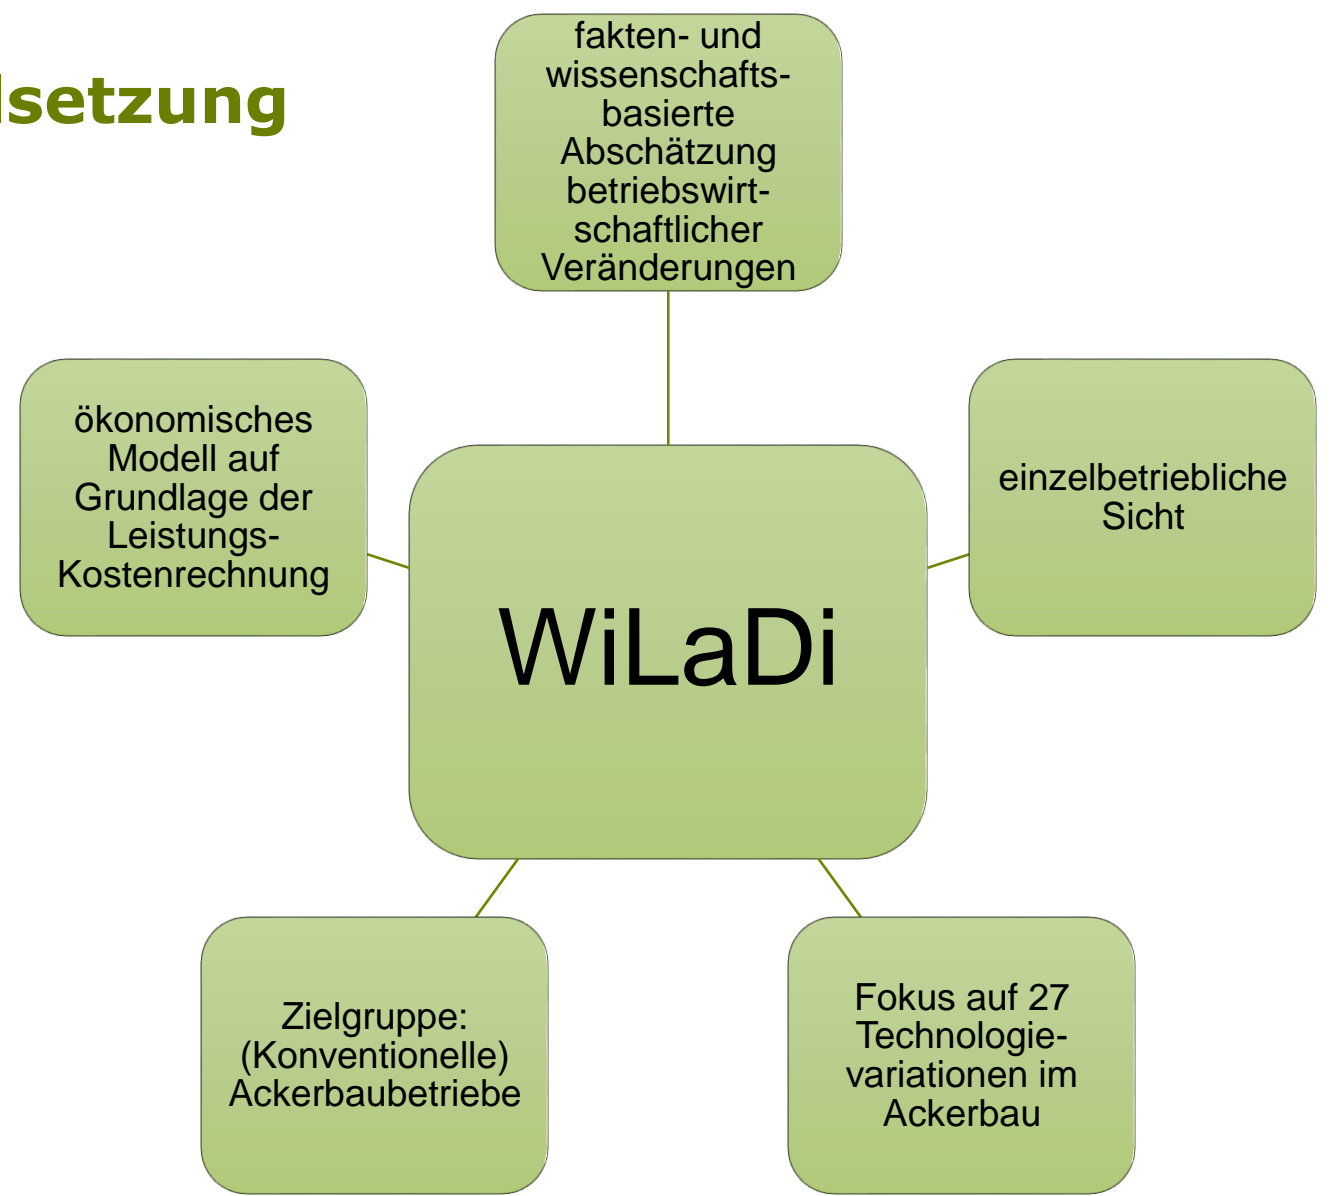 lsetzung
fakten- und
wissenschafts-
basierte
Abschätzung
betriebswirt-
schaftlicher
Veränderungen
ökonomisches
Modell auf
Grundlage der
Leistungs-
Kostenrechnung
einzelbetriebliche
Sicht
WiLaDi
Zielgruppe:
(Konventionelle)
Ackerbaubetriebe
Fokus auf 27
Technologie-
variationen im
Ackerbau